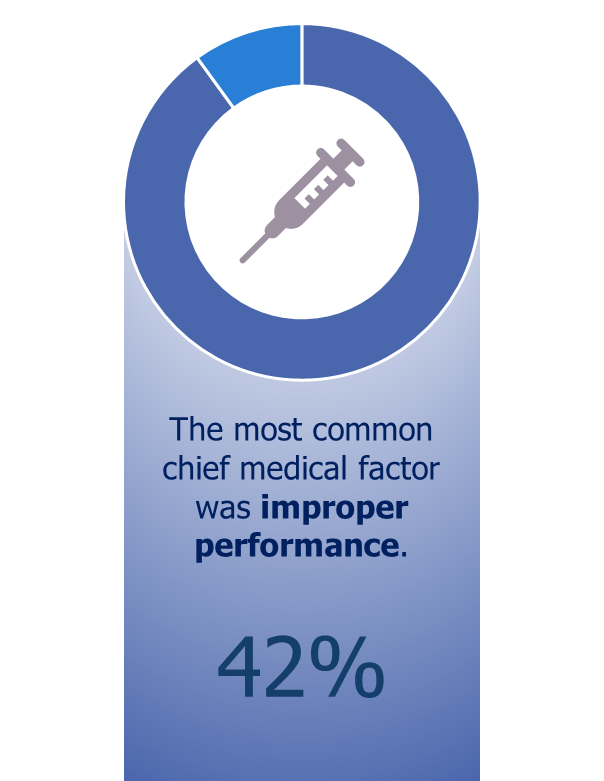 The most common
chief medical factor
was improper
performance.
42%